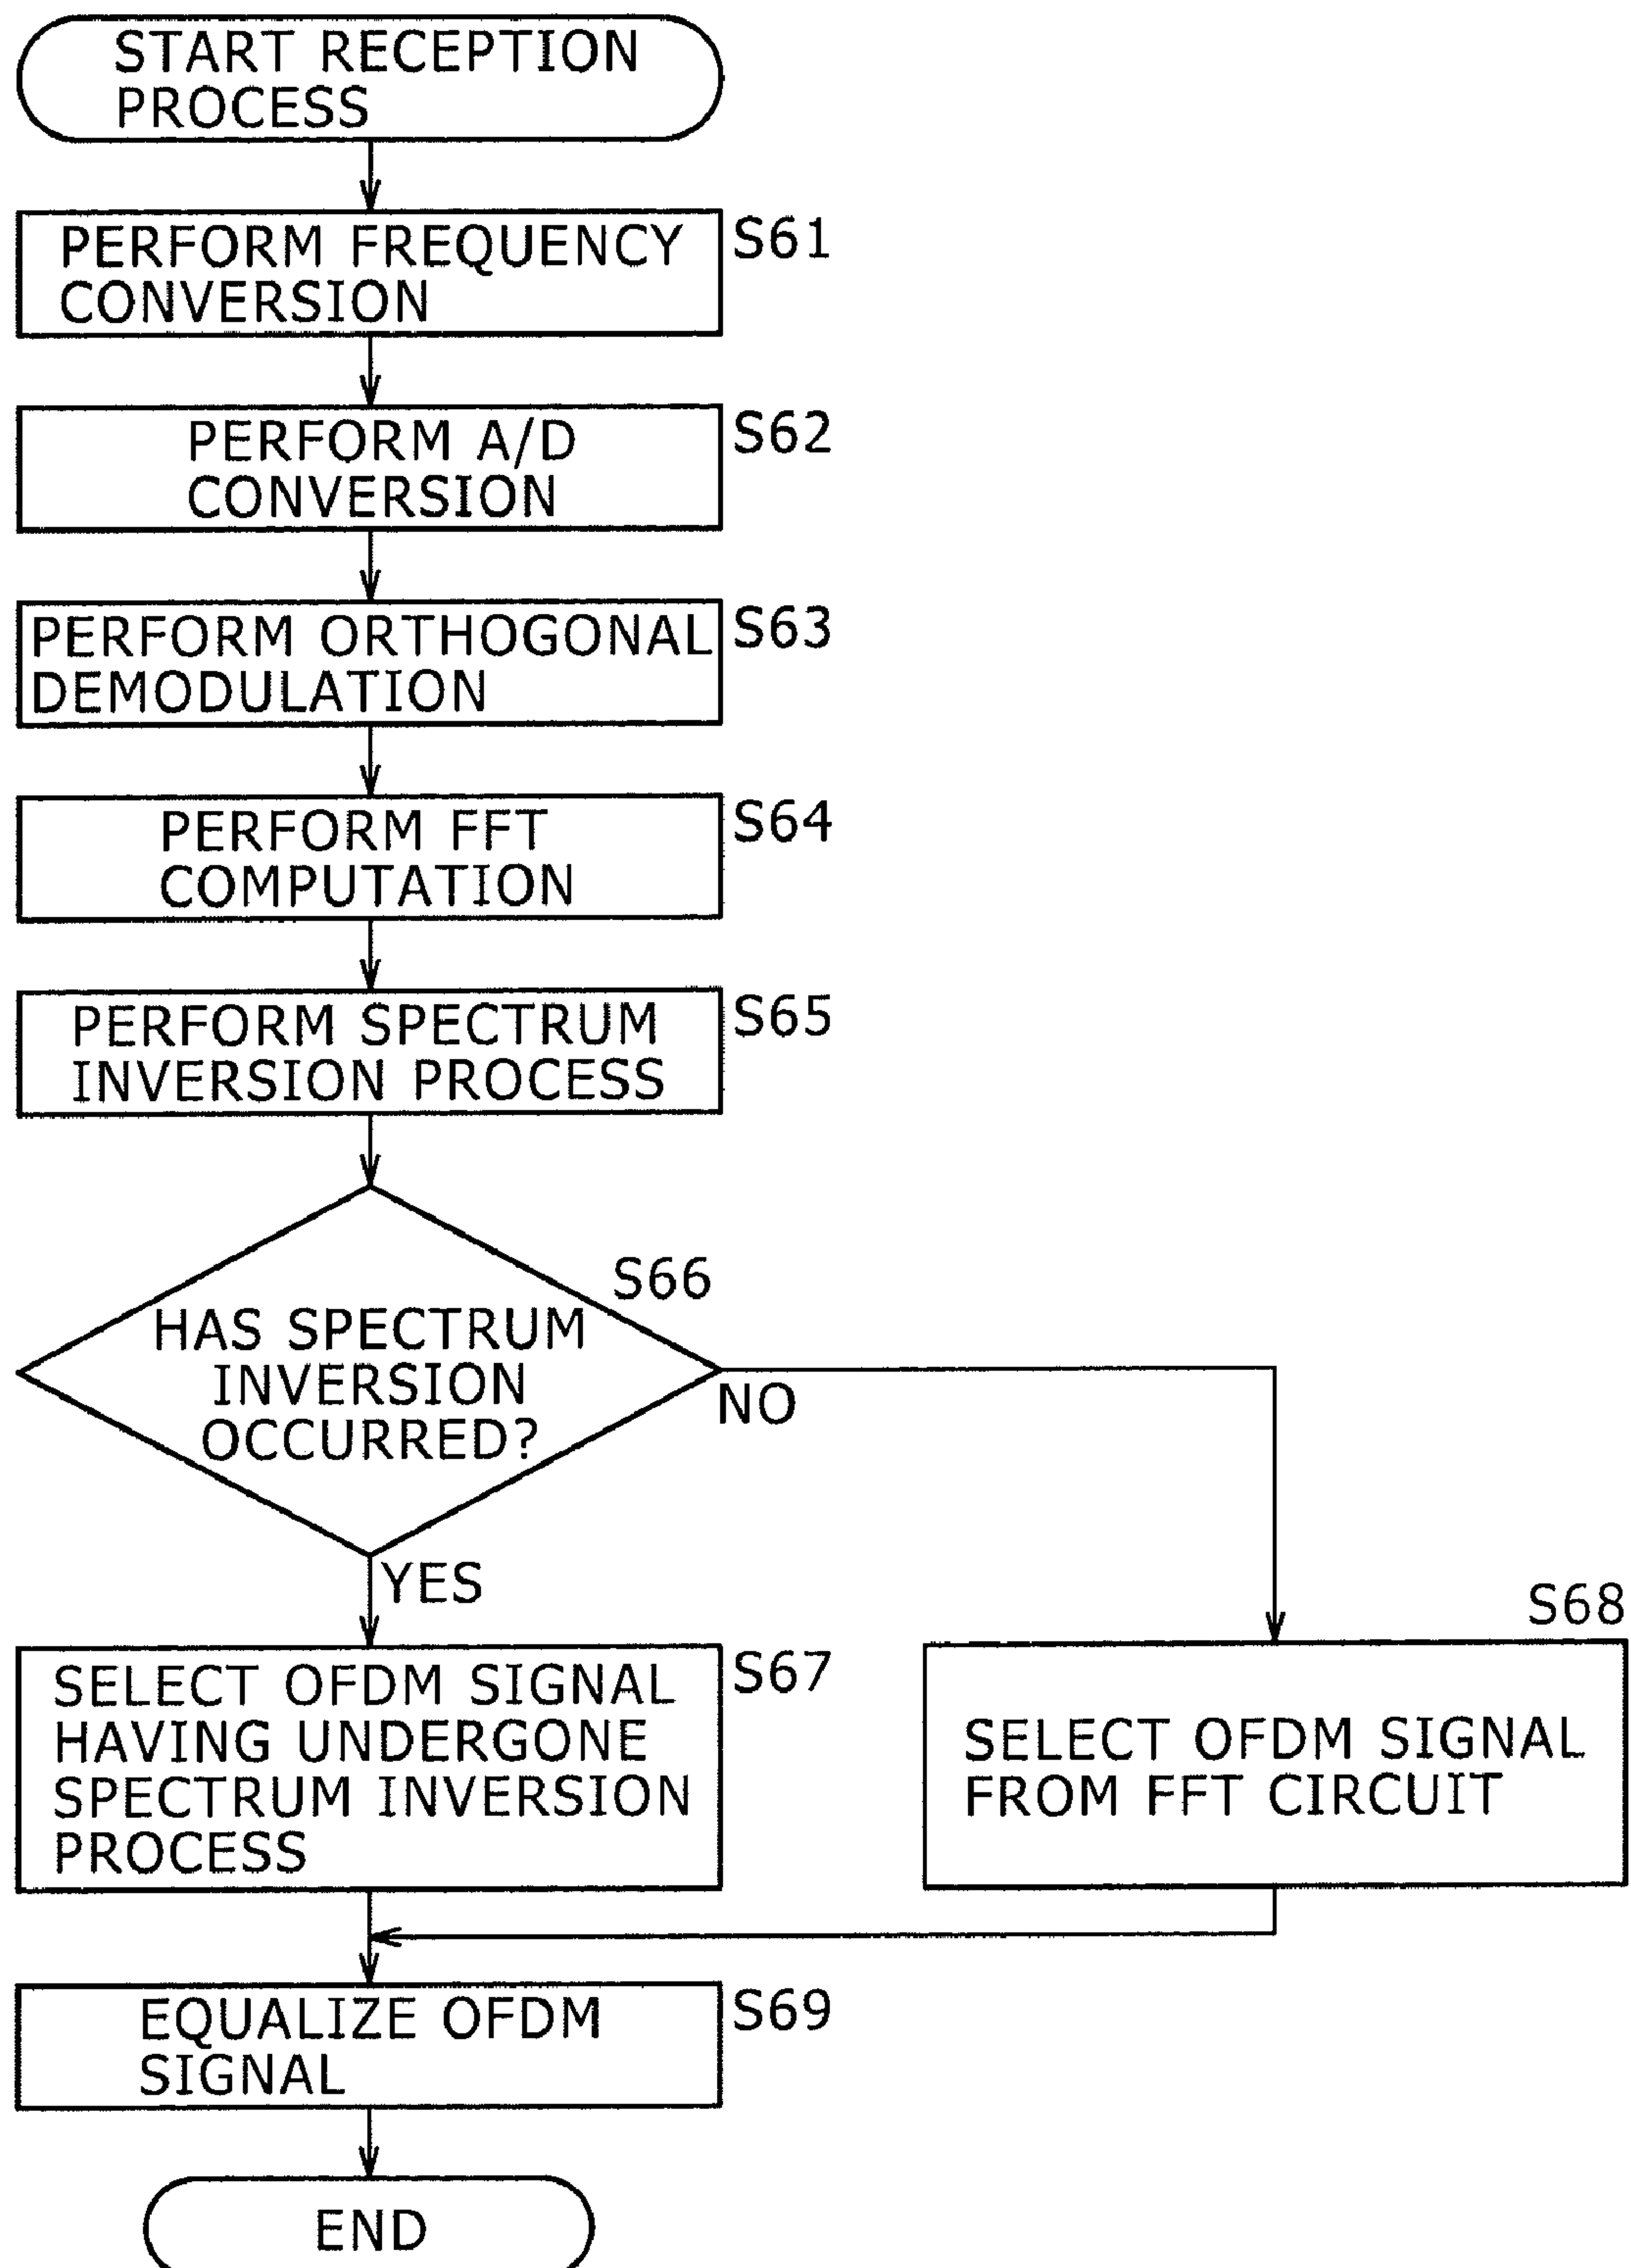 START RECEPTION
PROCESS
PERFORM FREQUENCY
CONVERSION
S61
PERFORM A/D
CONVERSION
S62
PERFORM ORTHOGONAL
DEMODULATION
S63
PERFORM FFT
COMPUTATION
S64
PERFORM SPECTRUM
INVERSION PROCESS
S65
S66
HAS SPECTRUM
INVERSION
OCCURRED?
NO
YES
SELECT OFDM SIGNAL
HAVING UNDERGONE
SPECTRUM INVERSION
PROCESS
S67
S68
SELECT OFDM SIGNAL
FROM FFT CIRCUIT
EQUALIZE OFDM
SIGNAL
S69
END